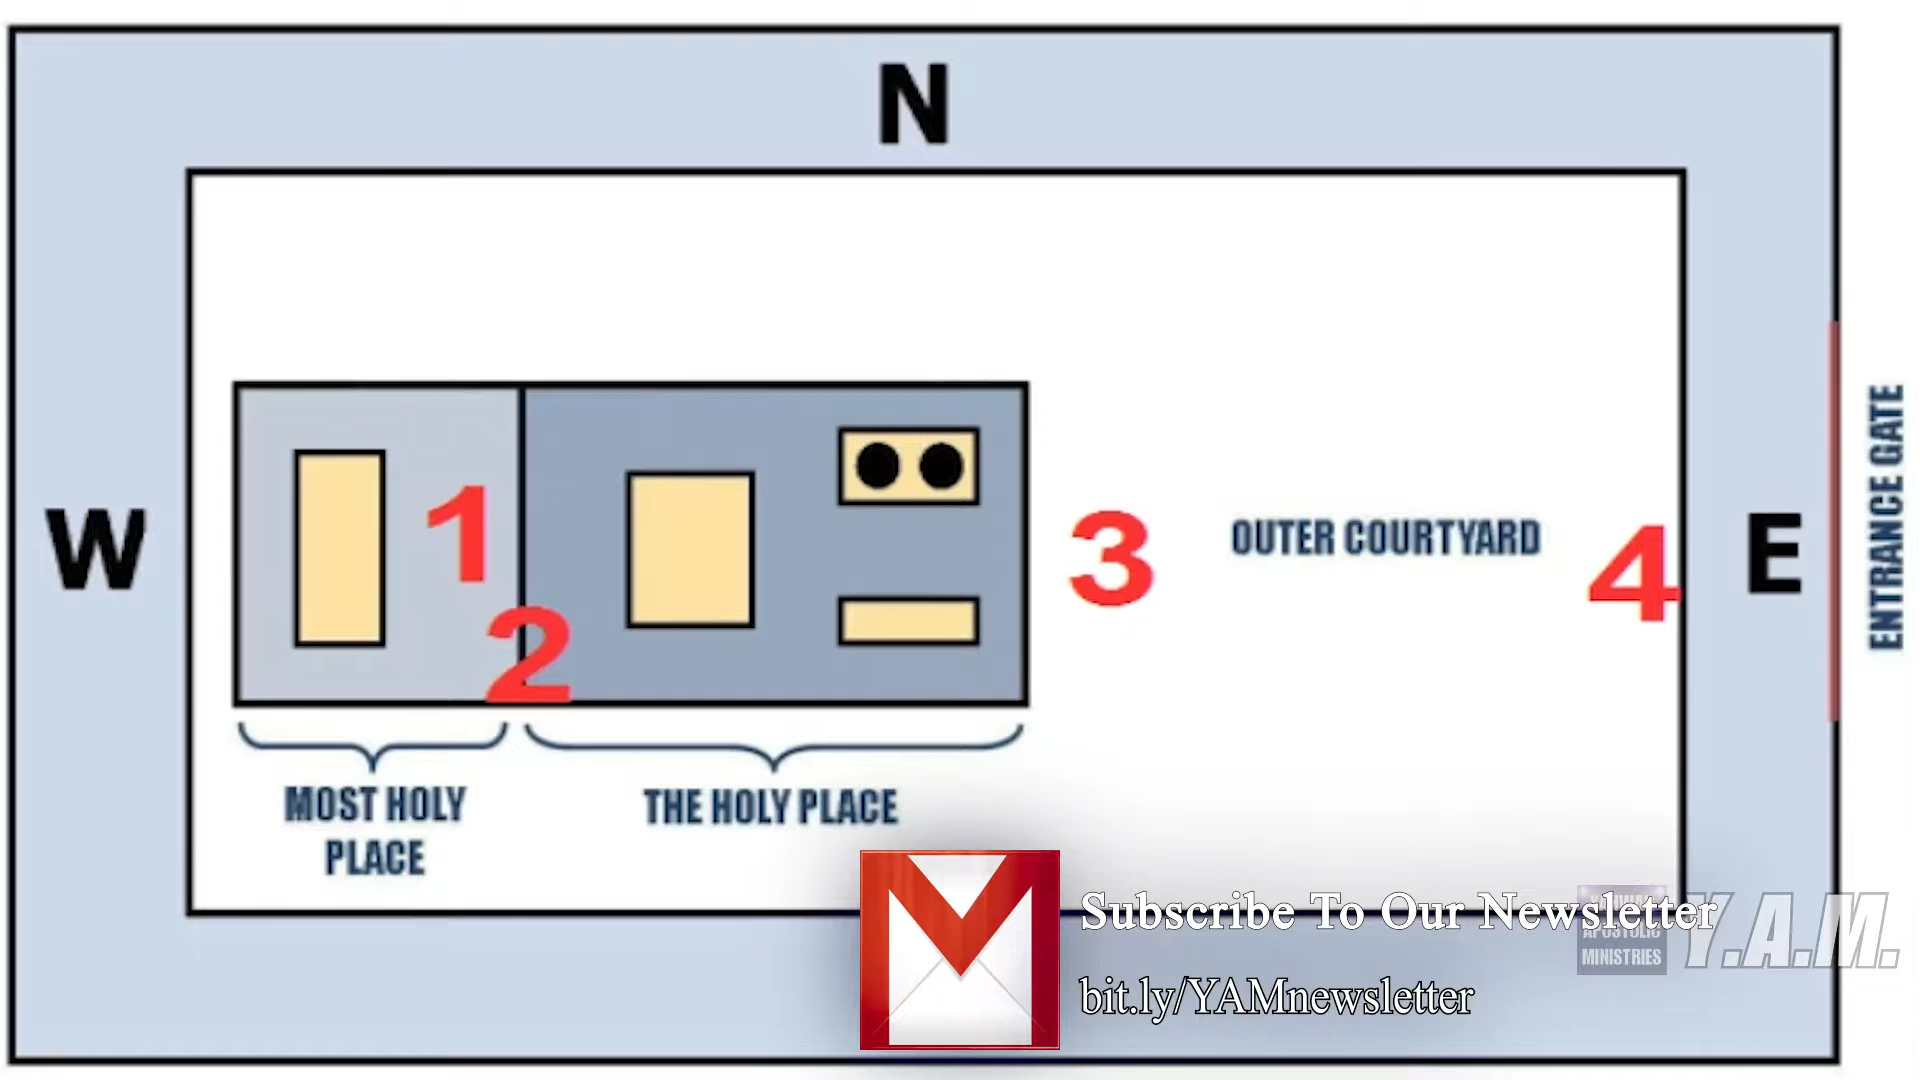 N
W
1
2
3
OUTER COURTYARD
4
E
ENTRANCE GATE
MOST HOLY
PLACE
THE HOLY PLACE
Subscribe To Our Newsletter
bit.ly/YAMnewsletter
APOSTOLIC
MINISTRIES
Y.A.M.